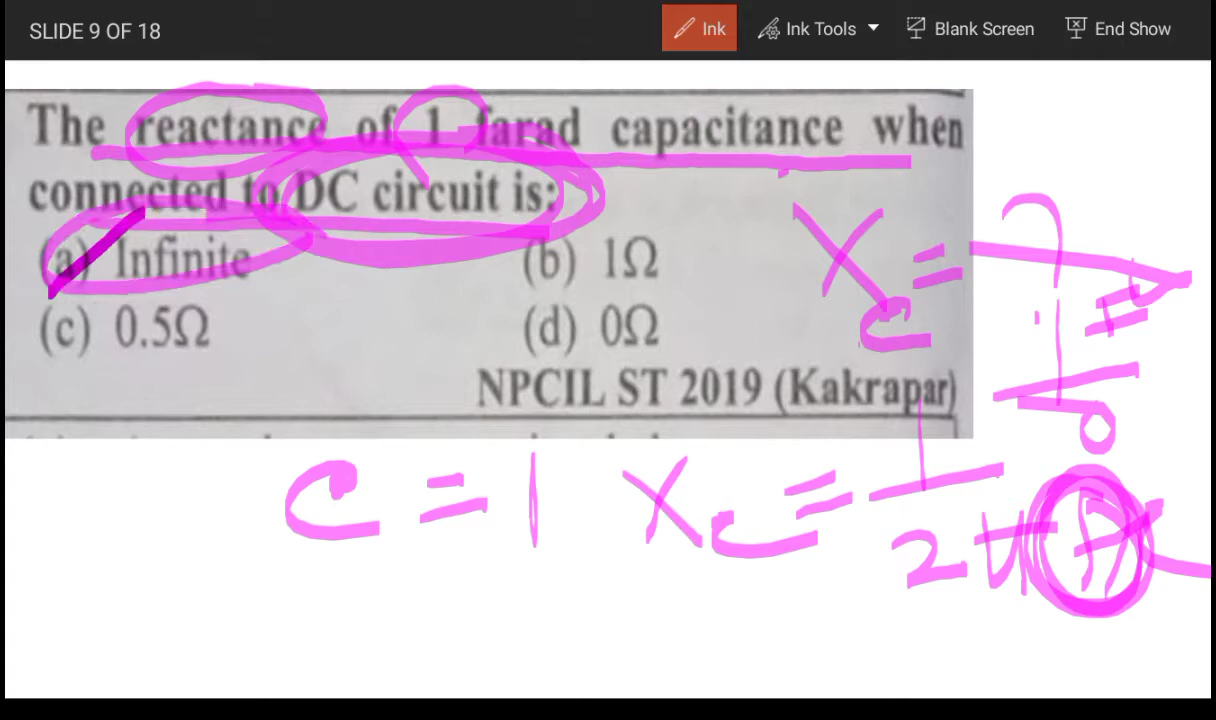 SLIDE 9 OF 18
Ink
Ink Tools
Blank Screen
End Show
The reactance of 1 farad capacitance when
connected to DC circuit is:
(a) Infinite
(b) 1Ω
(c) 0.5Ω
(d) 0Ω
NPCIL ST 2019 (Kakrapar)
Xc = ?
C = 1
Xc = 1